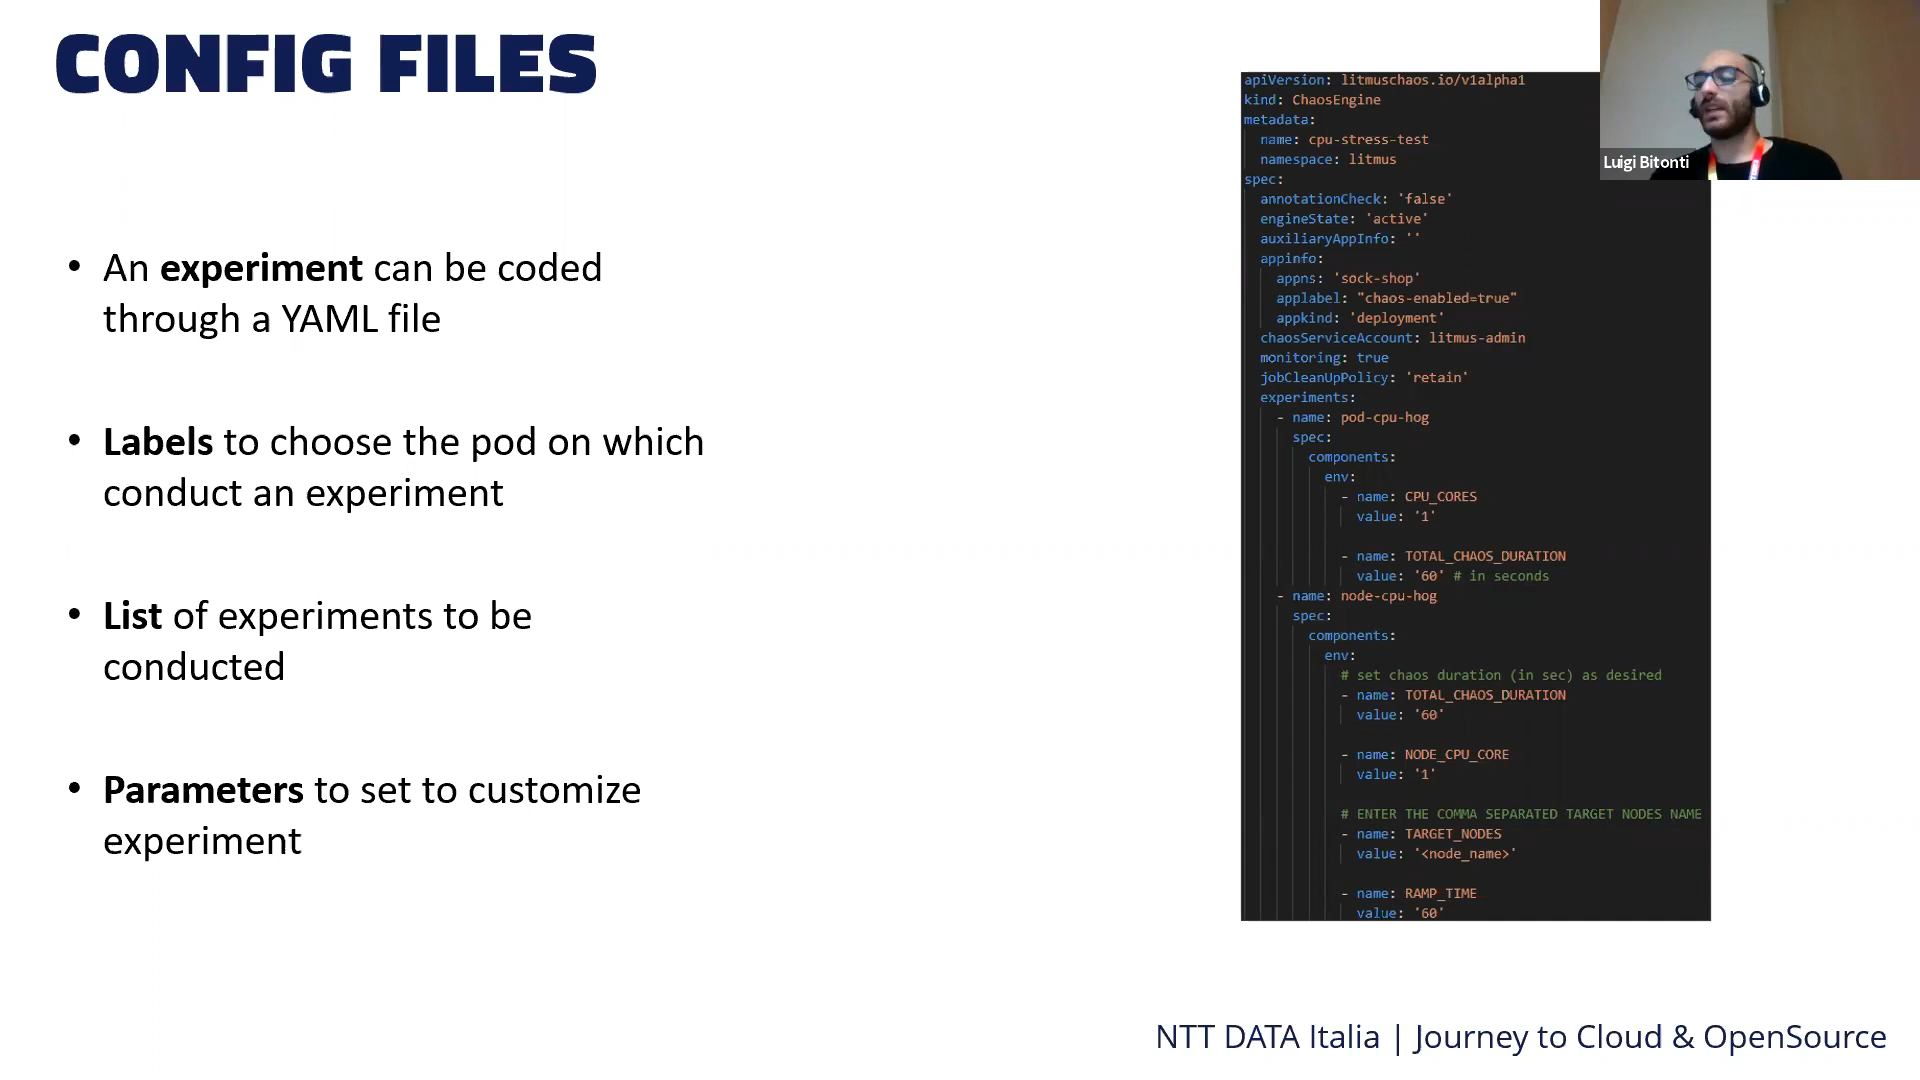 CONFIG FILES
• An experiment can be coded
through a YAML file
• Labels to choose the pod on which
conduct an experiment
• List of experiments to be
conducted
• Parameters to set to customize
experiment
apiVersion: litmuschaos.io/v1alpha1
kind: ChaosEngine
metadata:
name: cpu-stress-test
namespace: litmus
spec:
annotationCheck: 'false'
engineState: 'active'
auxiliaryAppInfo: ''
appinfo:
appns: 'sock-shop'
applabel: "chaos-enabled=true"
appkind: 'deployment'
chaosServiceAccount: litmus-admin
monitoring: true
jobCleanUpPolicy: 'retain'
experiments:
- name: pod-cpu-hog
spec:
components:
env:
- name: CPU_CORES
value: '1'
- name: TOTAL_CHAOS_DURATION
value: '60' # in seconds
- name: node-cpu-hog
spec:
components:
env:
# set chaos duration (in sec) as desired
- name: TOTAL_CHAOS_DURATION
value: '60'
- name: NODE_CPU_CORE
value: '1'
# ENTER THE COMMA SEPARATED TARGET NODES NAME
- name: TARGET_NODES
value: '<node_name>'
- name: RAMP_TIME
value: '60'
Luigi Bitonti
NTT DATA Italia | Journey to Cloud & OpenSource